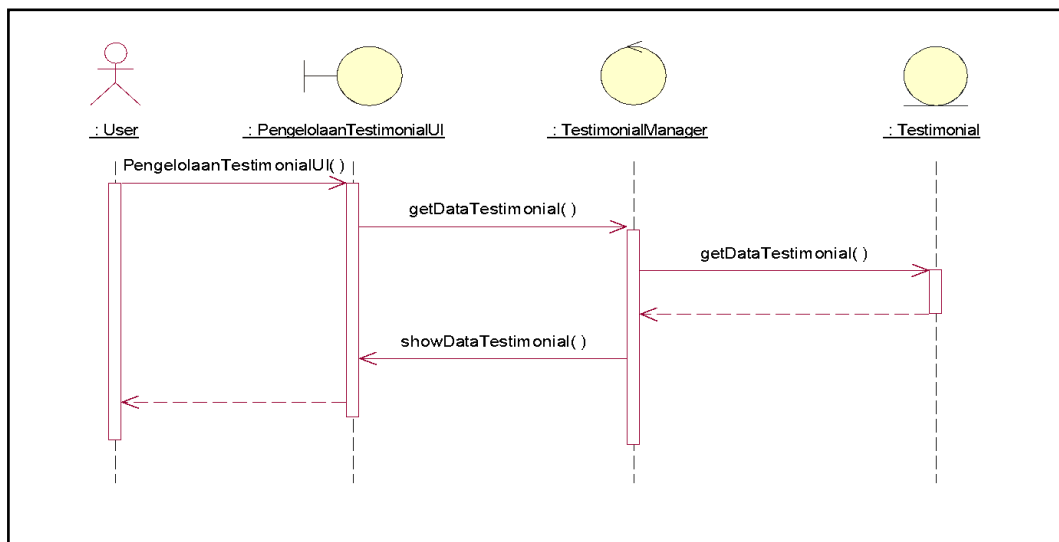 : User
: PengelolaanTestimonialUI
: TestimonialManager
: Testimonial
PengelolaanTestimonialUI( )
getDataTestimonial( )
getDataTestimonial( )
showDataTestimonial( )